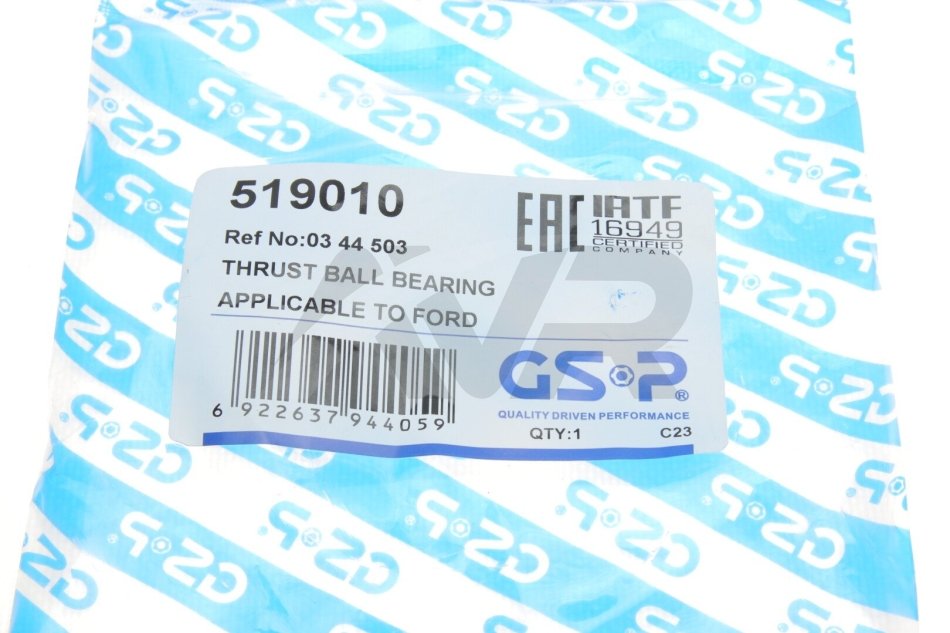 519010
Ref No:03 44 503
THRUST BALL BEARING
APPLICABLE TO FORD
6 922637 944059
EAC
IATF
16949
CERTIFIED
COMPANY
GS•P®
QUALITY DRIVEN PERFORMANCE
QTY:1 C23